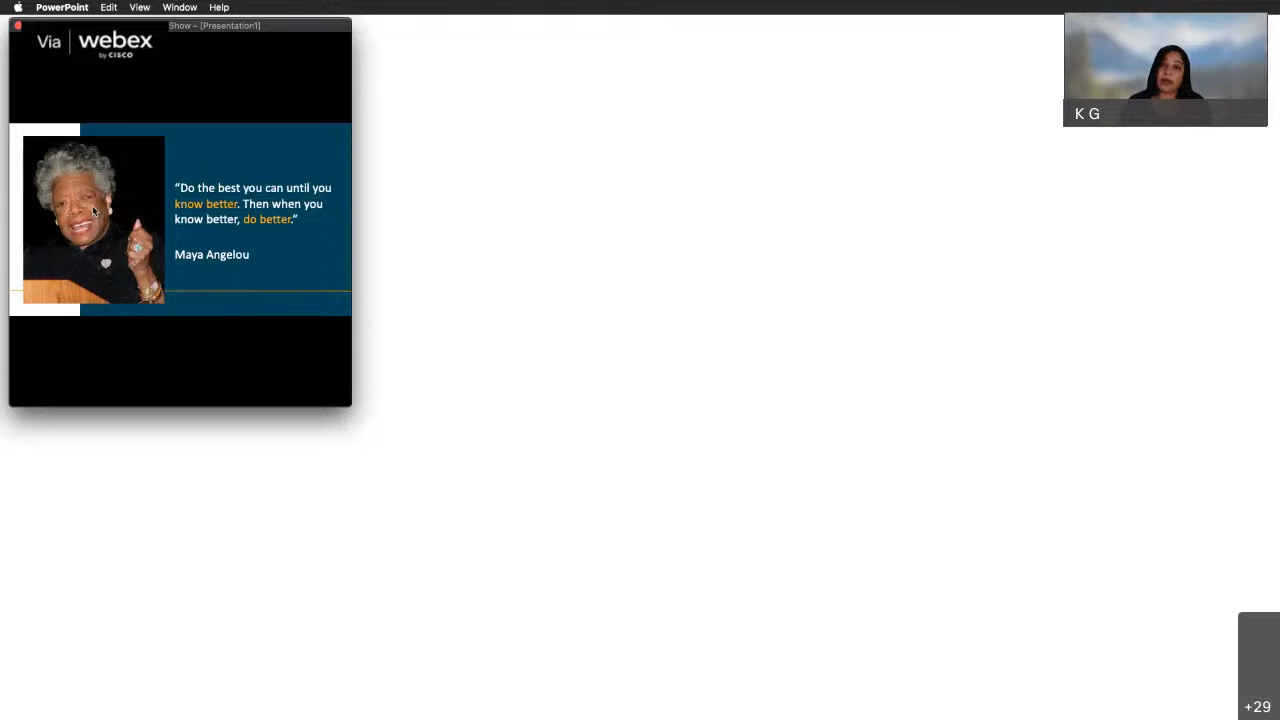 PowerPoint Edit View Window Help
Show – [Presentation1]
Via webex
by CISCO
K G
“Do the best you can until you
know better. Then when you
know better, do better.”
Maya Angelou
+29